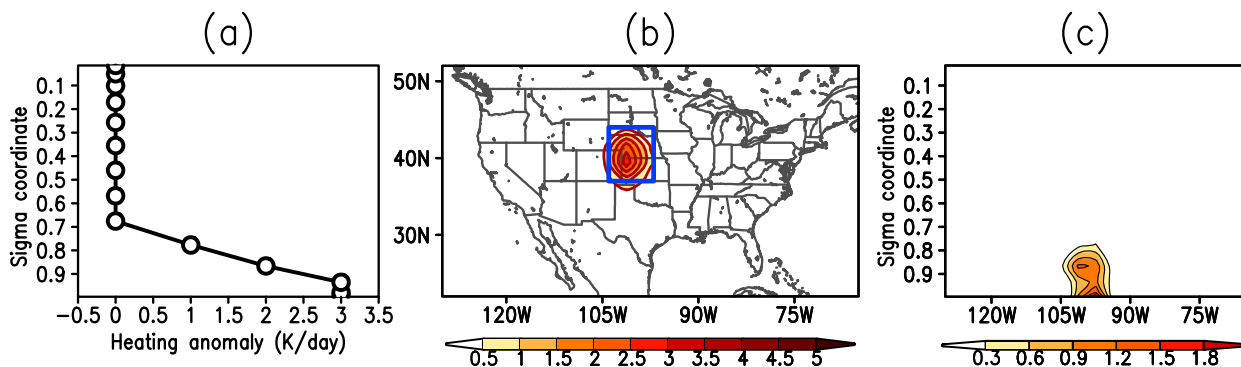 (a)
Sigma coordinate
0.1
0.2
0.3
0.4
0.5
0.6
0.7
0.8
0.9
-0.5 0 0.5 1 1.5 2 2.5 3 3.5
Heating anomaly (K/day)
(b)
50N
40N
30N
120W 105W 90W 75W
0.5 1 1.5 2 2.5 3 3.5 4 4.5 5
(c)
Sigma coordinate
0.1
0.2
0.3
0.4
0.5
0.6
0.7
0.8
0.9
120W 105W 90W 75W
0.3 0.6 0.9 1.2 1.5 1.8